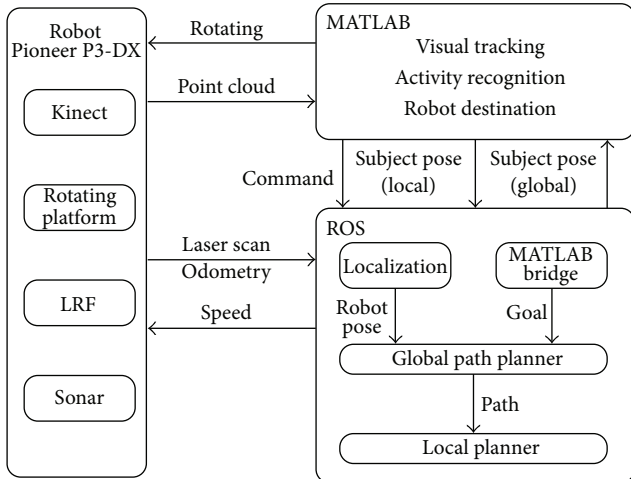 Robot
Pioneer P3-DX
Kinect
Rotating
platform
LRF
Sonar
Rotating
Point cloud
Laser scan
Odometry
Speed
MATLAB
Visual tracking
Activity recognition
Robot destination
Command
Subject pose
(local)
Subject pose
(global)
ROS
Localization
MATLAB
bridge
Robot
pose
Goal
Global path planner
Path
Local planner